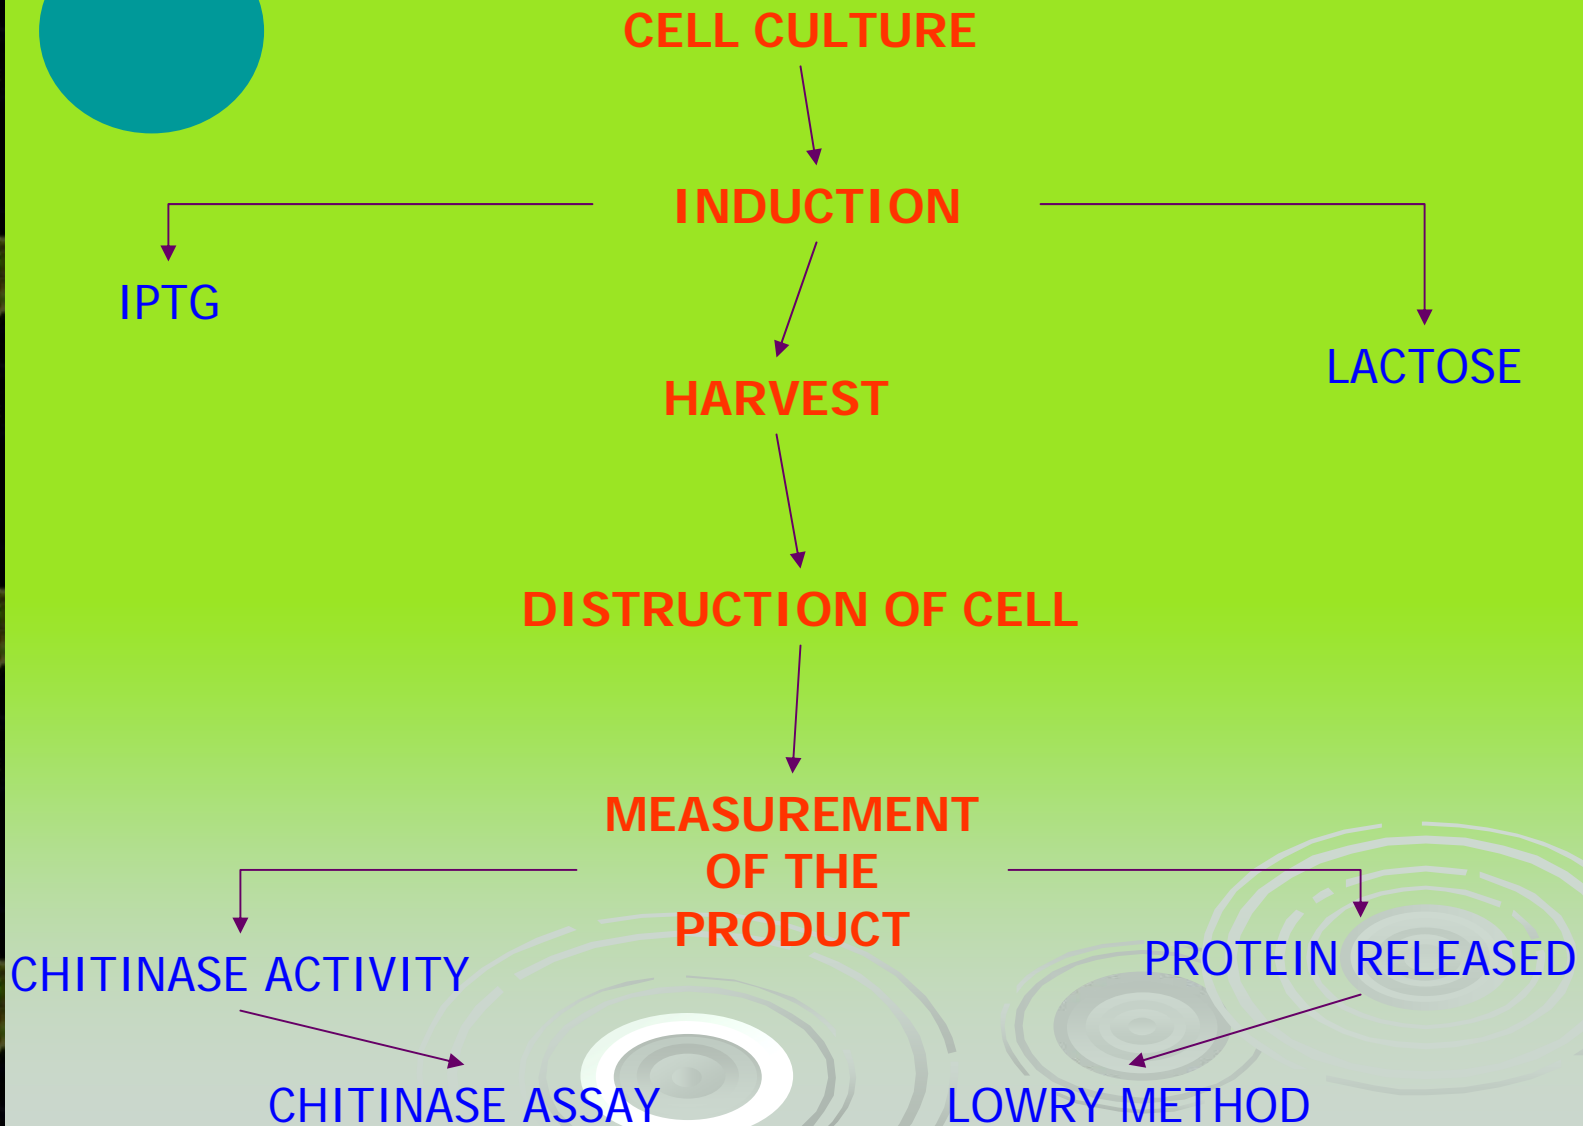 CELL CULTURE
INDUCTION
IPTG
LACTOSE
HARVEST
DISTRUCTION OF CELL
MEASUREMENT
OF THE
PRODUCT
CHITINASE ACTIVITY
PROTEIN RELEASED
CHITINASE ASSAY
LOWRY METHOD